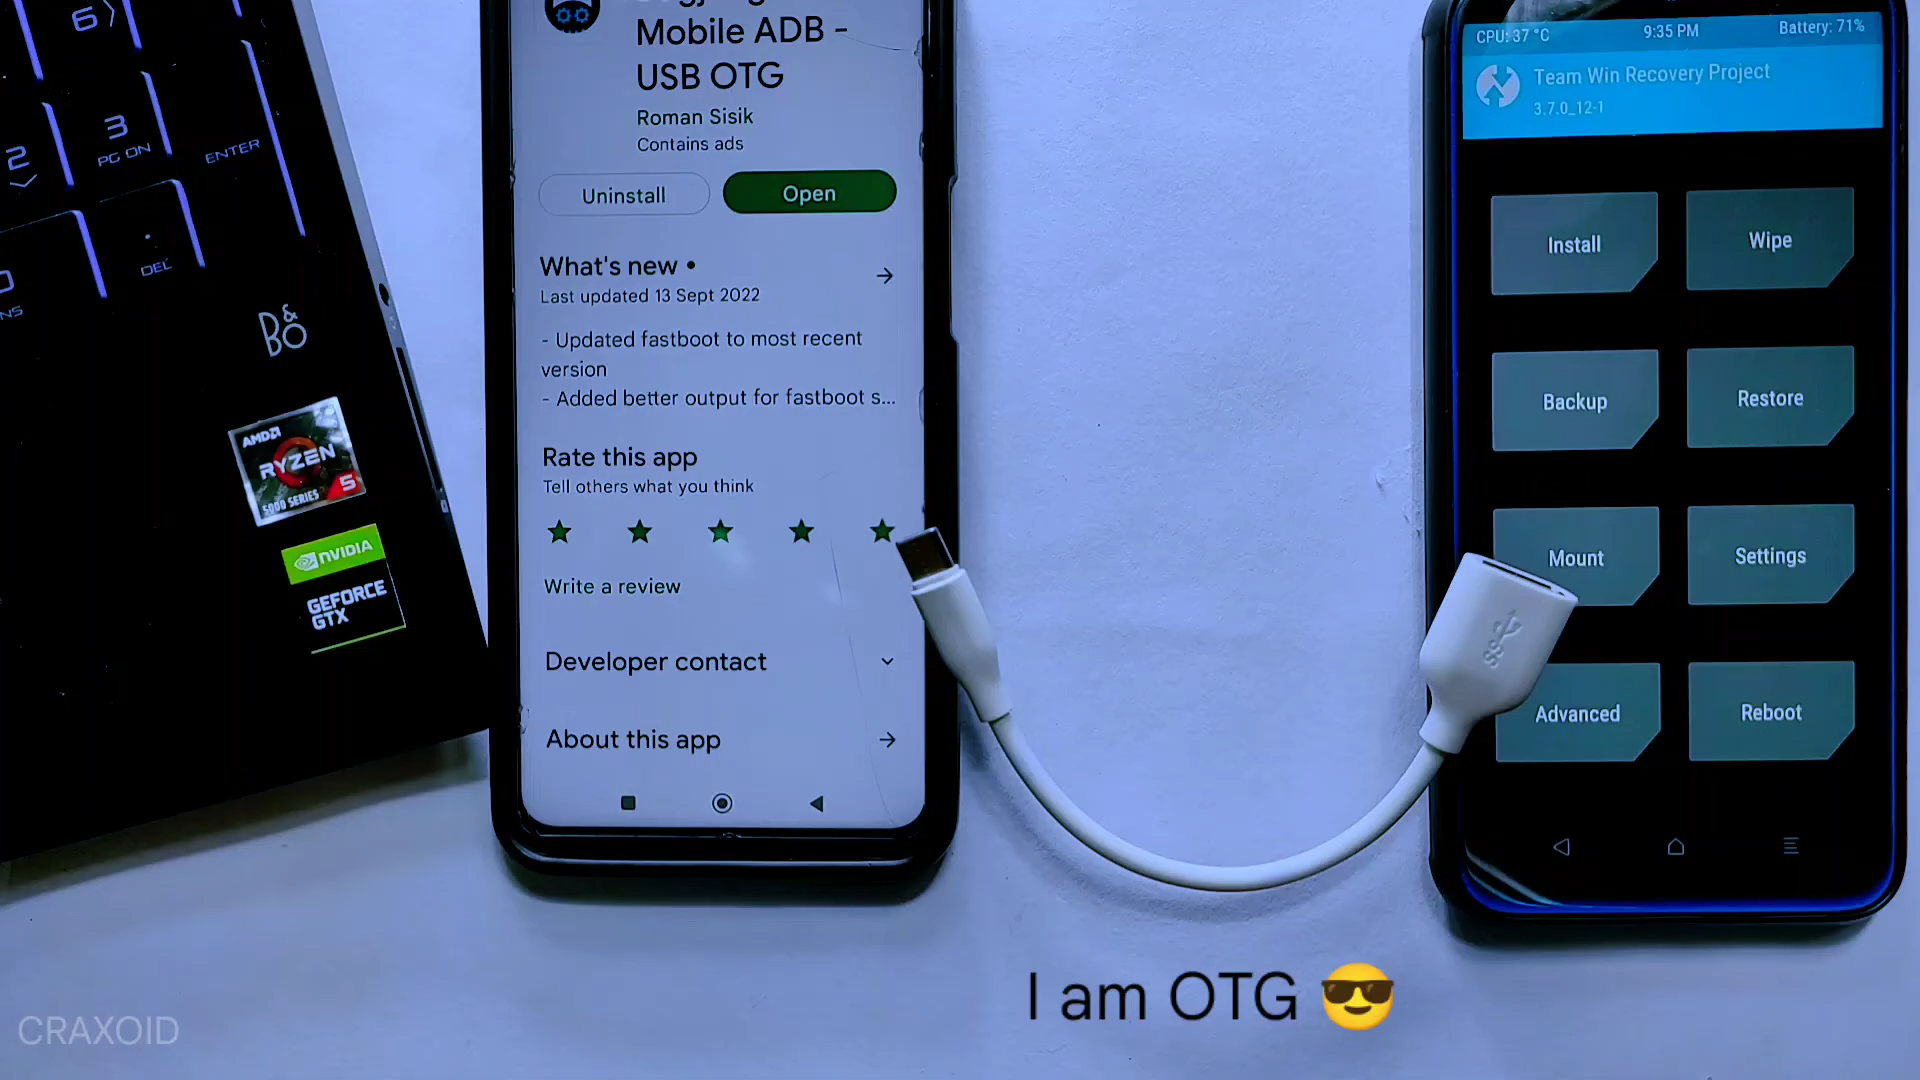 6
2
3
PG DN
ENTER
.
DEL
B&O
AMD
RYZEN
5000 SERIES 5
NVIDIA
GEFORCE
GTX
Mobile ADB -
USB OTG
Roman Sisik
Contains ads
Uninstall
Open
What's new •
Last updated 13 Sept 2022
- Updated fastboot to most recent
version
- Added better output for fastboot s...
Rate this app
Tell others what you think
Write a review
Developer contact
About this app
CPU: 37 °C
9:35 PM
Battery: 71%
Team Win Recovery Project
3.7.0_12-1
Install
Wipe
Backup
Restore
Mount
Settings
Advanced
Reboot
I am OTG 😎
CRAXOID